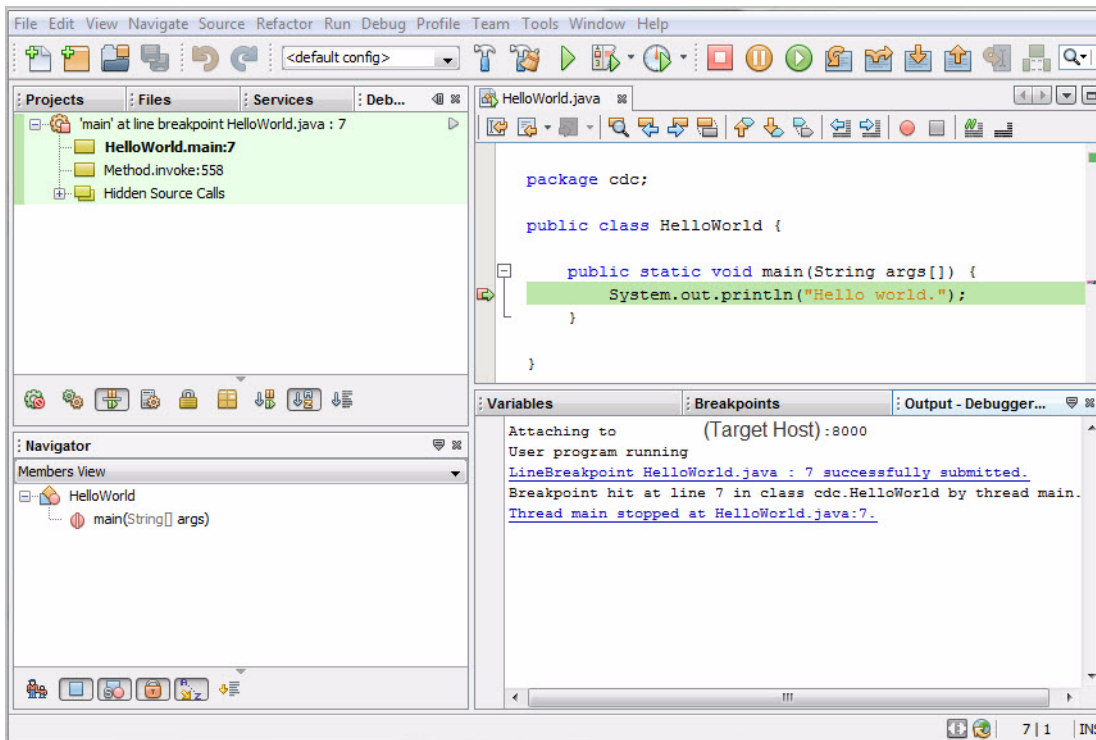 File Edit View Navigate Source Refactor Run Debug Profile Team Tools Window Help
<default config>
Projects Files Services Deb...
'main' at line breakpoint HelloWorld.java : 7
HelloWorld.main:7
Method.invoke:558
Hidden Source Calls
HelloWorld.java
package cdc;
public class HelloWorld {
public static void main(String args[]) {
System.out.println("Hello world.");
}
}
Navigator
Members View
HelloWorld
main(String[] args)
Variables Breakpoints Output - Debugger...
Attaching to (Target Host):8000
User program running
LineBreakpoint HelloWorld.java : 7 successfully submitted.
Breakpoint hit at line 7 in class cdc.HelloWorld by thread main.
Thread main stopped at HelloWorld.java:7.
7 | 1 INS